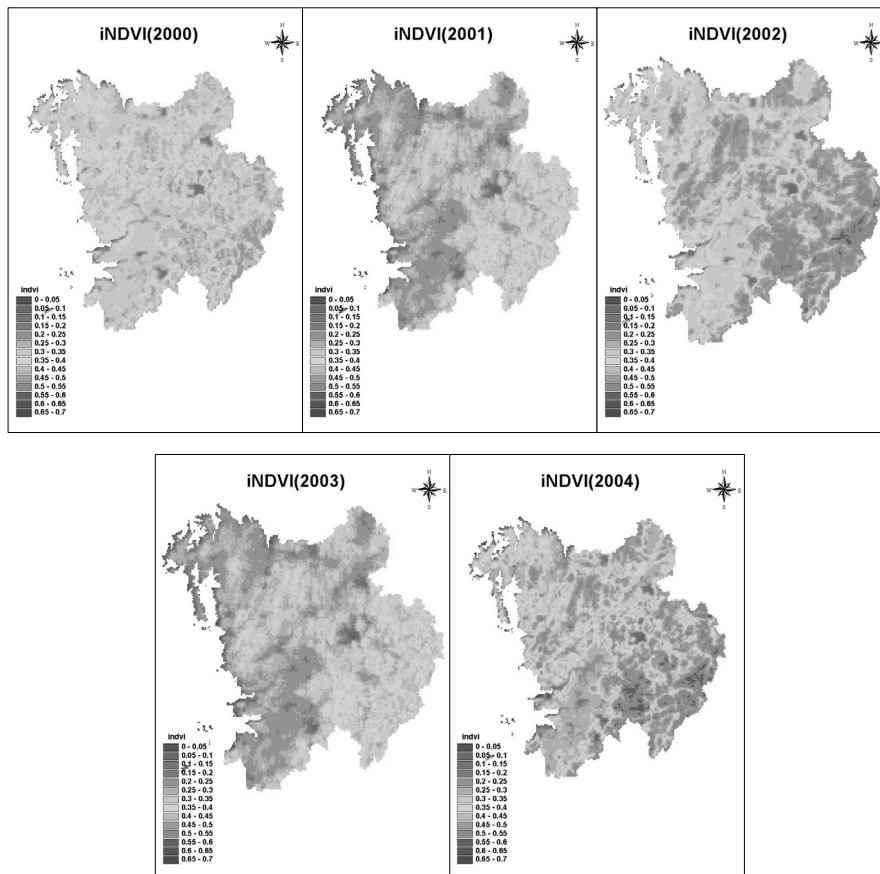 iNDVI(2000)
N
W E
S
indvi
0 - 0.05
0.05 - 0.1
0.1 - 0.15
0.15 - 0.2
0.2 - 0.25
0.25 - 0.3
0.3 - 0.35
0.35 - 0.4
0.4 - 0.45
0.45 - 0.5
0.5 - 0.55
0.55 - 0.6
0.6 - 0.65
0.65 - 0.7
iNDVI(2001)
N
W E
S
indvi
0 - 0.05
0.05 - 0.1
0.1 - 0.15
0.15 - 0.2
0.2 - 0.25
0.25 - 0.3
0.3 - 0.35
0.35 - 0.4
0.4 - 0.45
0.45 - 0.5
0.5 - 0.55
0.55 - 0.6
0.6 - 0.65
0.65 - 0.7
iNDVI(2002)
N
W E
S
indvi
0 - 0.05
0.05 - 0.1
0.1 - 0.15
0.15 - 0.2
0.2 - 0.25
0.25 - 0.3
0.3 - 0.35
0.35 - 0.4
0.4 - 0.45
0.45 - 0.5
0.5 - 0.55
0.55 - 0.6
0.6 - 0.65
0.65 - 0.7
iNDVI(2003)
N
W E
S
indvi
0 - 0.05
0.05 - 0.1
0.1 - 0.15
0.15 - 0.2
0.2 - 0.25
0.25 - 0.3
0.3 - 0.35
0.35 - 0.4
0.4 - 0.45
0.45 - 0.5
0.5 - 0.55
0.55 - 0.6
0.6 - 0.65
0.65 - 0.7
iNDVI(2004)
N
W E
S
indvi
0 - 0.05
0.05 - 0.1
0.1 - 0.15
0.15 - 0.2
0.2 - 0.25
0.25 - 0.3
0.3 - 0.35
0.35 - 0.4
0.4 - 0.45
0.45 - 0.5
0.5 - 0.55
0.55 - 0.6
0.6 - 0.65
0.65 - 0.7